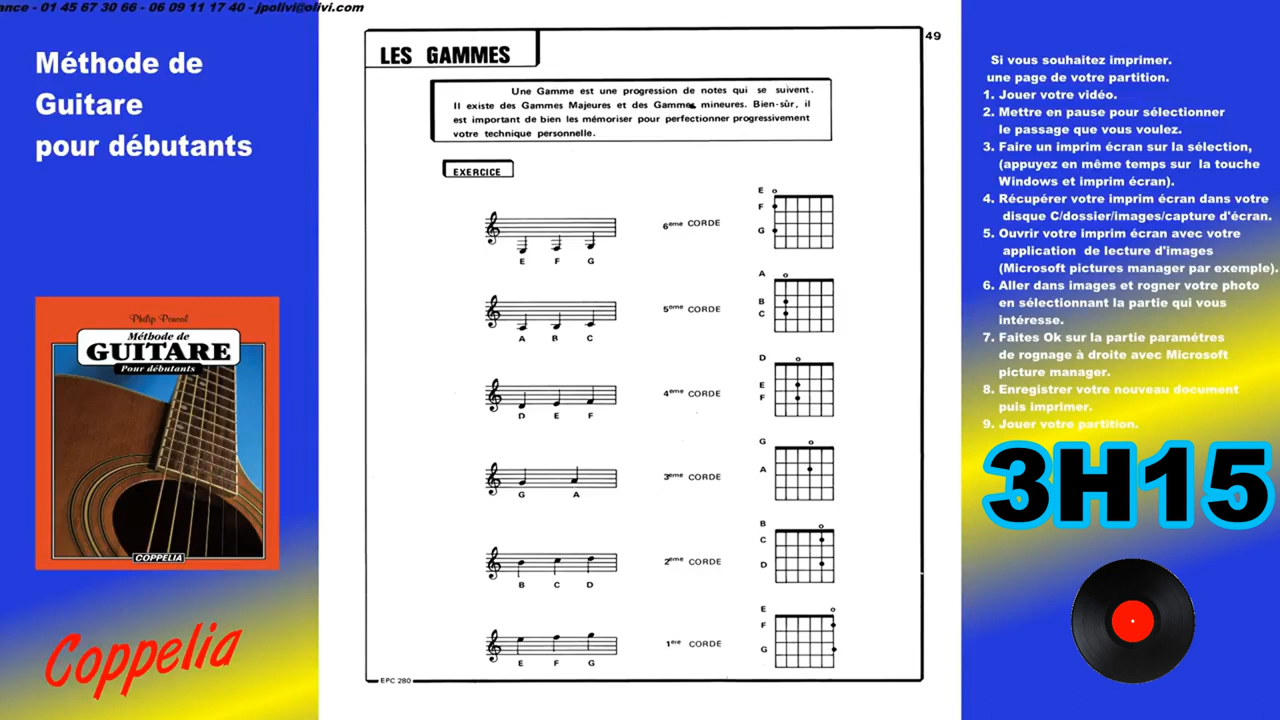 ance - 01 45 67 30 66 - 06 09 11 17 40 - jpolivi@olivi.com
Méthode de
Guitare
pour débutants
Philip Pencal
Méthode de
GUITARE
Pour débutants
COPPELIA
Coppelia
49
LES GAMMES
Une Gamme est une progression de notes qui se suivent.
Il existe des Gammes Majeures et des Gammes mineures. Bien-sûr, il
est important de bien les mémoriser pour perfectionner progressivement
votre technique personnelle.
EXERCICE
E F G
6eme CORDE
E
F
G
A B C
5eme CORDE
A
B
C
D E F
4eme CORDE
D
E
F
G A
3eme CORDE
G
A
B C D
2eme CORDE
B
C
D
E F G
1ère CORDE
E
F
G
EPC 280
Si vous souhaitez imprimer.
une page de votre partition.
1. Jouer votre vidéo.
2. Mettre en pause pour sélectionner
le passage que vous voulez.
3. Faire un imprim écran sur la sélection,
(appuyez en même temps sur la touche
Windows et imprim écran).
4. Récupérer votre imprim écran dans votre
disque C/dossier/images/capture d'écran.
5. Ouvrir votre imprim écran avec votre
application de lecture d'images
(Microsoft pictures manager par exemple).
6. Aller dans images et rogner votre photo
en sélectionnant la partie qui vous
intéresse.
7. Faites Ok sur la partie paramétres
de rognage à droite avec Microsoft
picture manager.
8. Enregistrer votre nouveau document
puis imprimer.
9. Jouer votre partition.
3H15